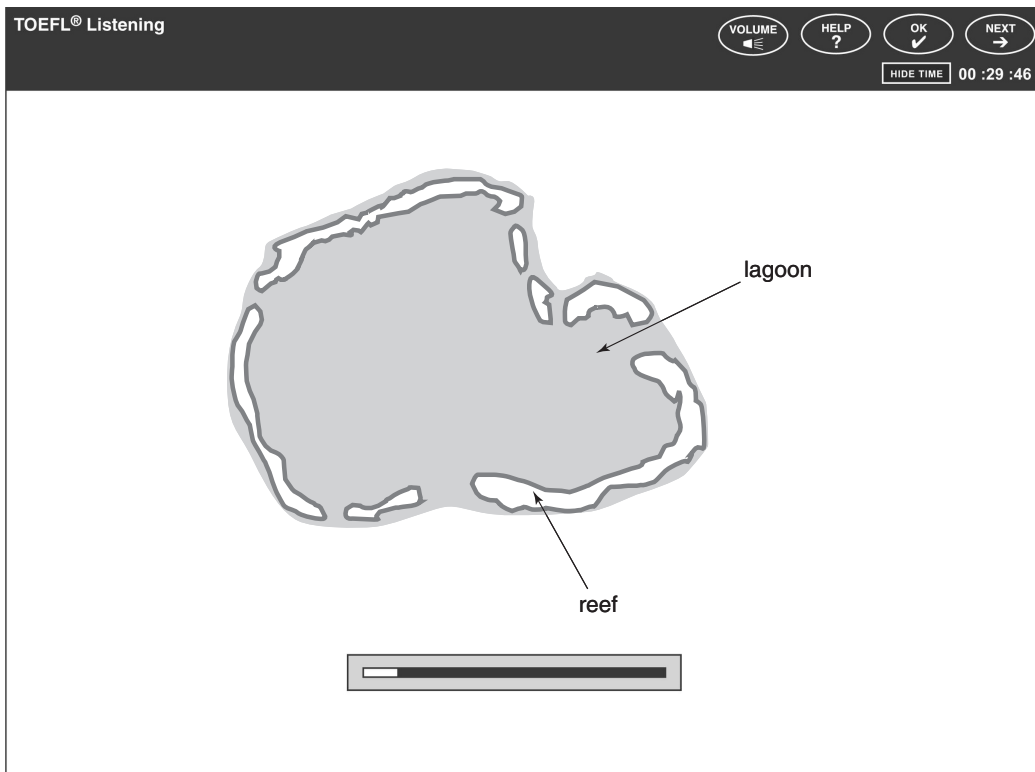 TOEFL® Listening
VOLUME
HELP
?
OK
NEXT
HIDE TIME 00 :29 :46
lagoon
reef